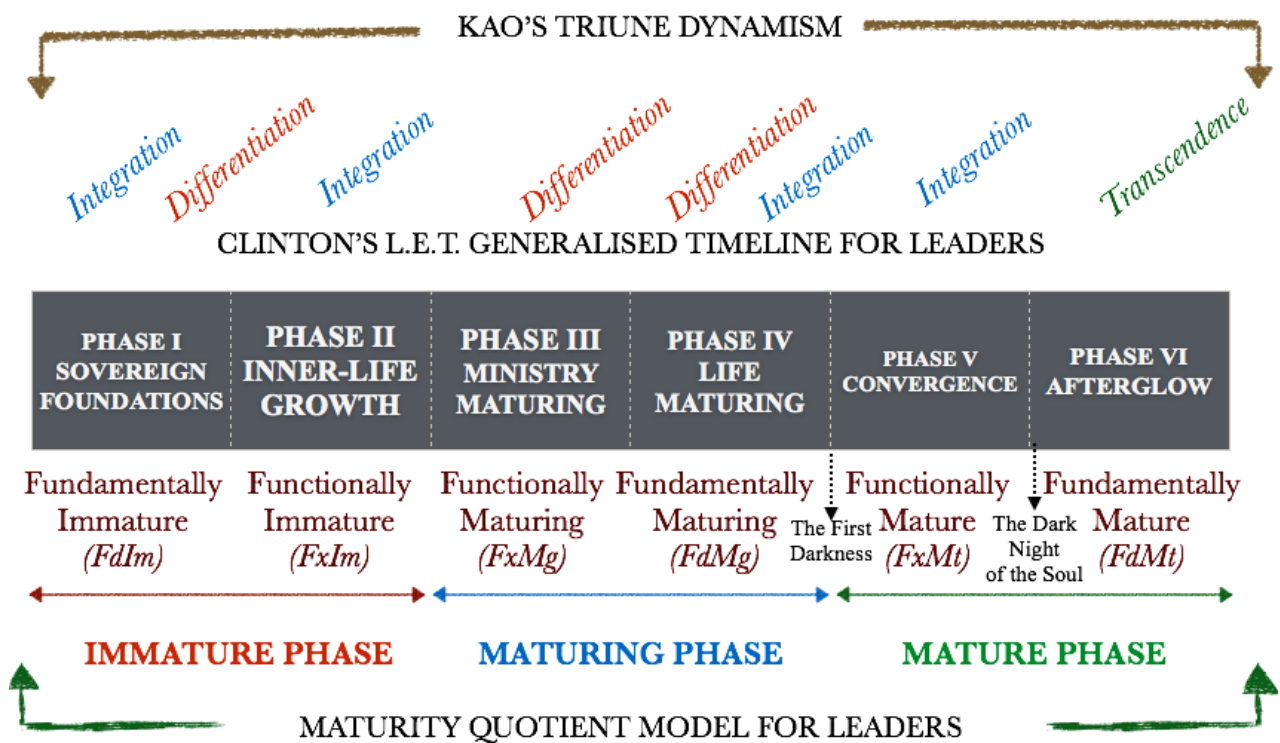 KAO'S TRIUNE DYNAMISM
Integration
Differentiation
Integration
Differentiation
Differentiation
Integration
Integration
Transcendence
CLINTON'S L.E.T. GENERALISED TIMELINE FOR LEADERS
PHASE I
SOVEREIGN
FOUNDATIONS
PHASE II
INNER-LIFE
GROWTH
PHASE III
MINISTRY
MATURING
PHASE IV
LIFE
MATURING
PHASE V
CONVERGENCE
PHASE VI
AFTERGLOW
Fundamentally
Immature
(FdIm)
Functionally
Immature
(FxIm)
Functionally
Maturing
(FxMg)
Fundamentally
Maturing
(FdMg)
The First
Darkness
Functionally
Mature
(FxMt)
The Dark
Night
of the Soul
Fundamentally
Mature
(FdMt)
IMMATURE PHASE
MATURING PHASE
MATURE PHASE
MATURITY QUOTIENT MODEL FOR LEADERS